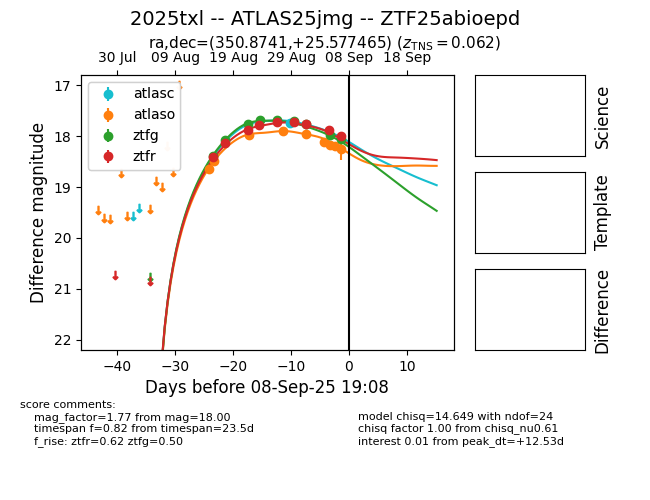 2025txl -- ATLAS25jmg -- ZTF25abioepd
ra,dec=(350.8741,+25.577465) (z_TNS = 0.062)
30 Jul 09 Aug 19 Aug 29 Aug 08 Sep 18 Sep
atlasc
atlaso
ztfg
ztfr
17
18
19
20
21
22
Difference magnitude
−40 −30 −20 −10 0 10
Days before 08-Sep-25 19:08
Science
Template
Difference
score comments:
mag_factor=1.77 from mag=18.00
timespan f=0.82 from timespan=23.5d
f_rise: ztfr=0.62 ztfg=0.50
model chisq=14.649 with ndof=24
chisq factor 1.00 from chisq_nu0.61
interest 0.01 from peak_dt=+12.53d